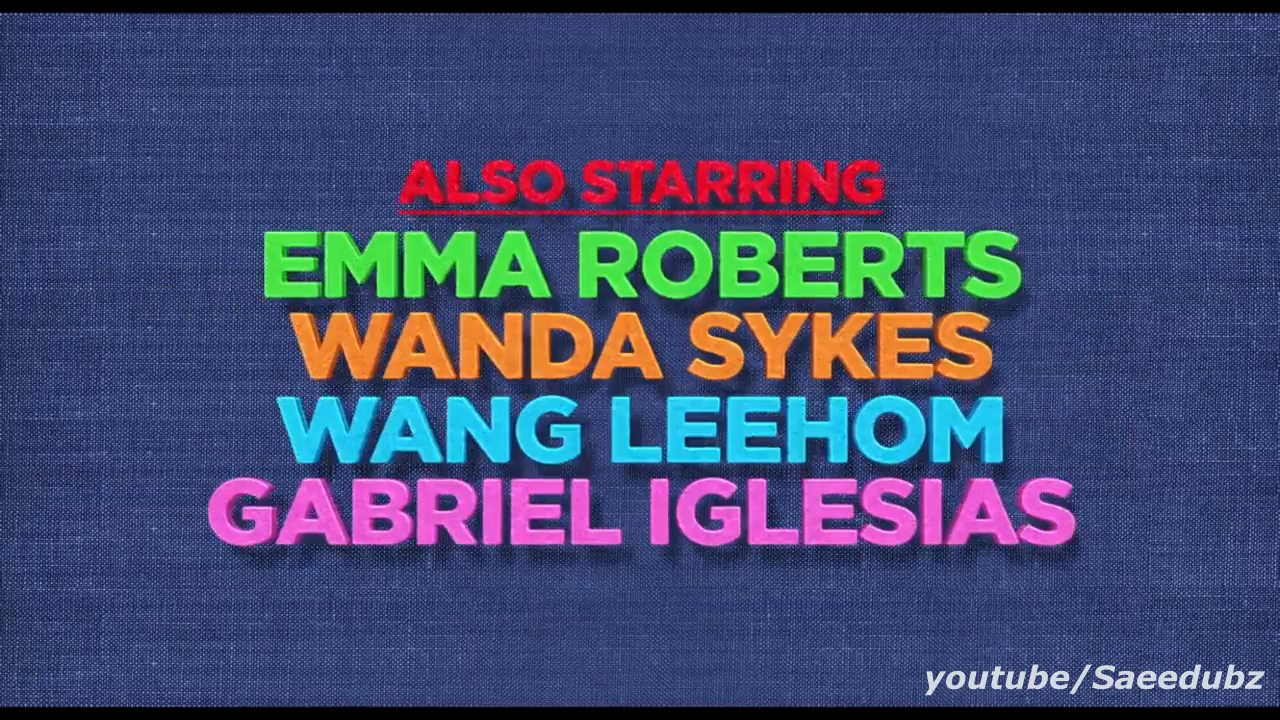 ALSO STARRING
EMMA ROBERTS
WANDA SYKES
WANG LEEHOM
GABRIEL IGLESIAS
youtube/Saeedubz